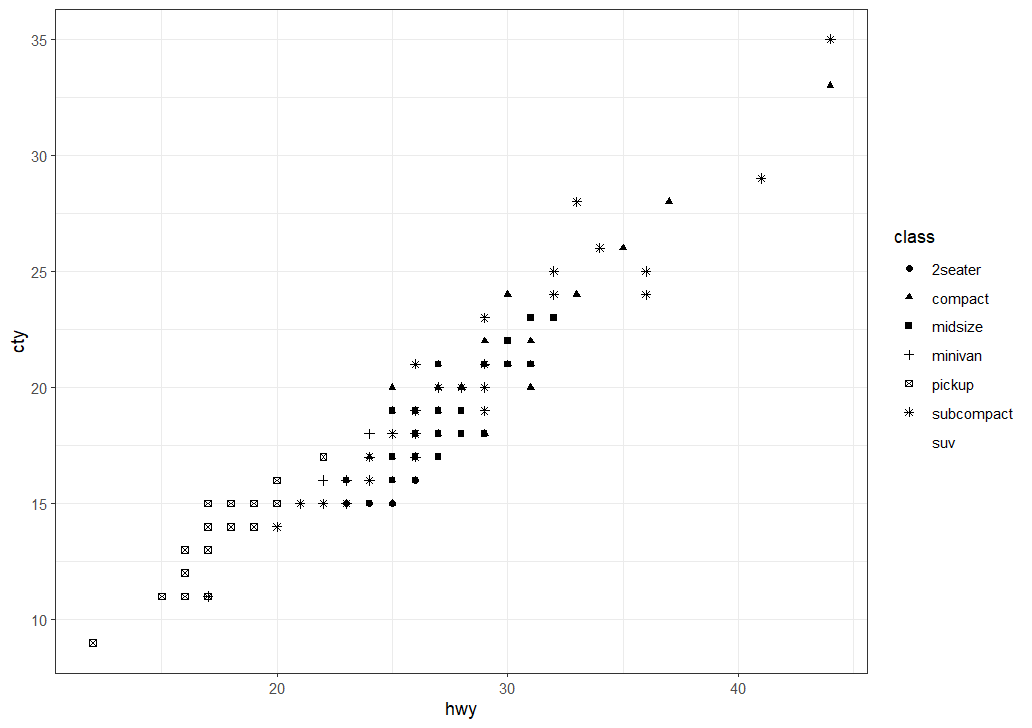 35
30
25
20
15
10
cty
20 30 40
hwy
class
2seater
compact
midsize
minivan
pickup
subcompact
suv